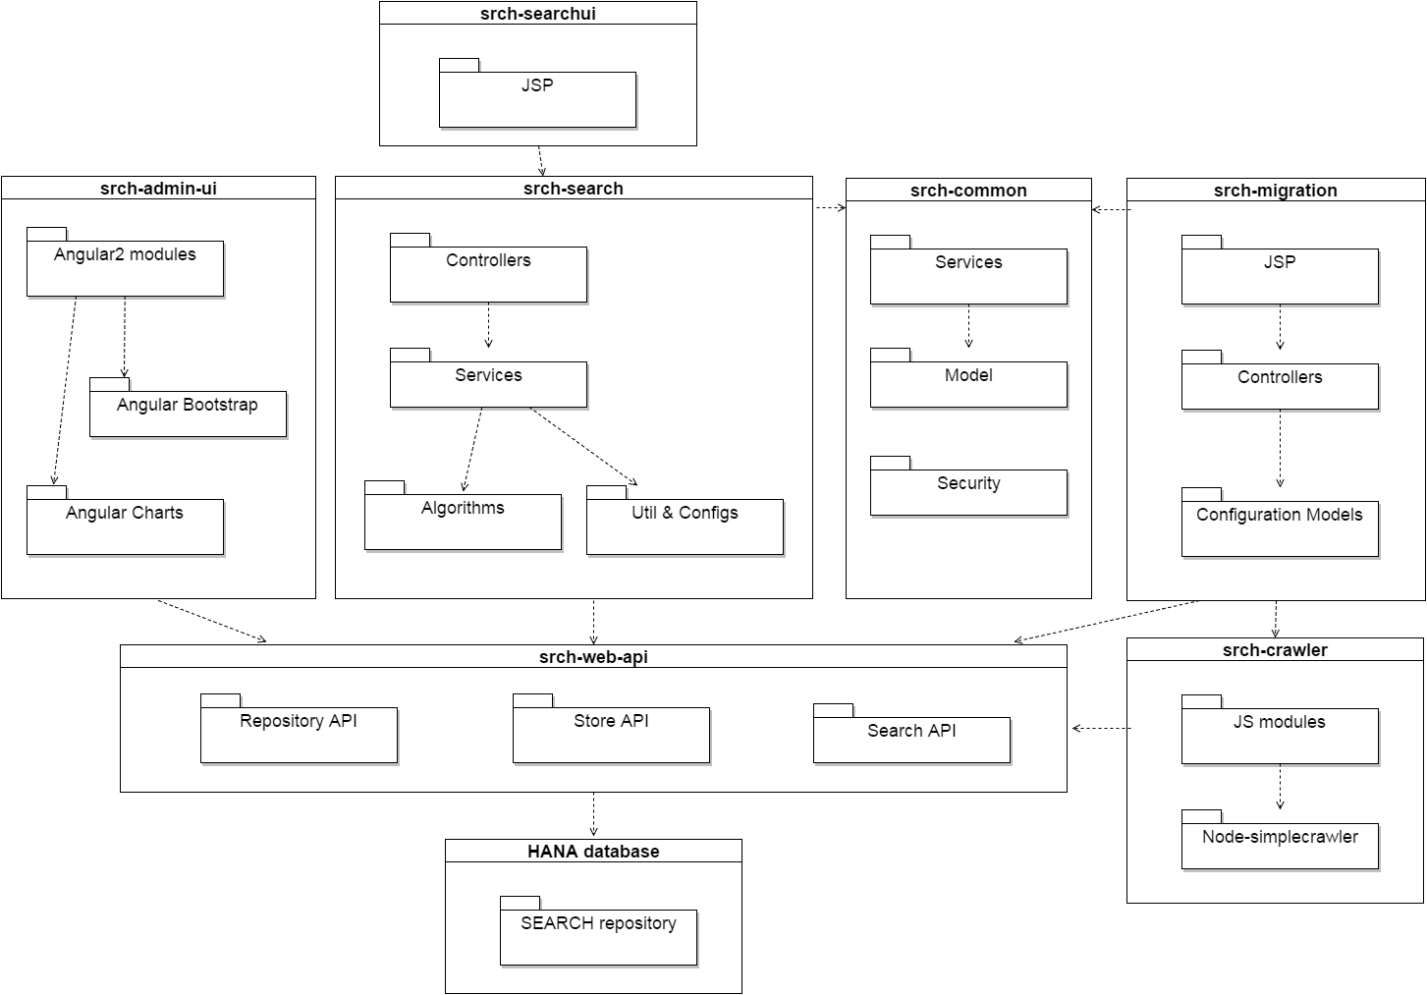 srch-searchui
JSP
srch-admin-ui
Angular2 modules
Angular Bootstrap
Angular Charts
srch-search
Controllers
Services
Algorithms
Util & Configs
srch-common
Services
Model
Security
srch-migration
JSP
Controllers
Configuration Models
srch-web-api
Repository API
Store API
Search API
srch-crawler
JS modules
Node-simplecrawler
HANA database
SEARCH repository